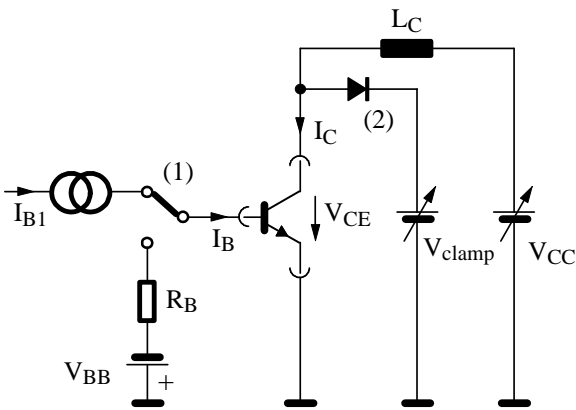 LC
(1)
IC
(2)
IB1
IB
VCE
Vclamp
VCC
RB
VBB
+